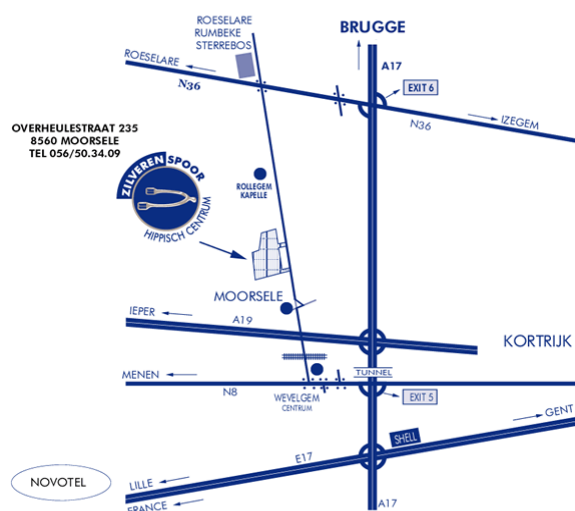 ROESELARE
RUMBEKE
STERREBOS
BRUGGE
ROESELARE
N36
A17
EXIT 6
N36
IZEGEM
OVERHEULESTRAAT 235
8560 MOORSELE
TEL 056/50.34.09
ZILVEREN SPOOR
HIPPISCH CENTRUM
ROLLEGEM
KAPELLE
MOORSELE
IEPER
A19
KORTRIJK
MENEN
N8
WEVELGEM
CENTRUM
TUNNEL
EXIT 5
GENT
SHELL
E17
NOVOTEL
LILLE
FRANCE
A17